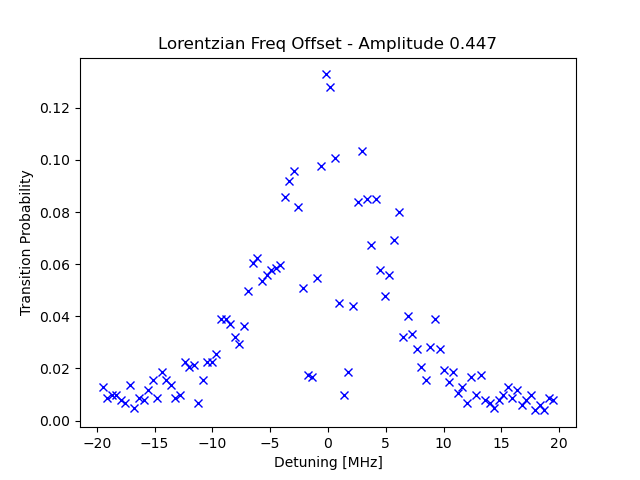 Lorentzian Freq Offset - Amplitude 0.447
Transition Probability
0.12
0.10
0.08
0.06
0.04
0.02
0.00
−20 −15 −10 −5 0 5 10 15 20
Detuning [MHz]